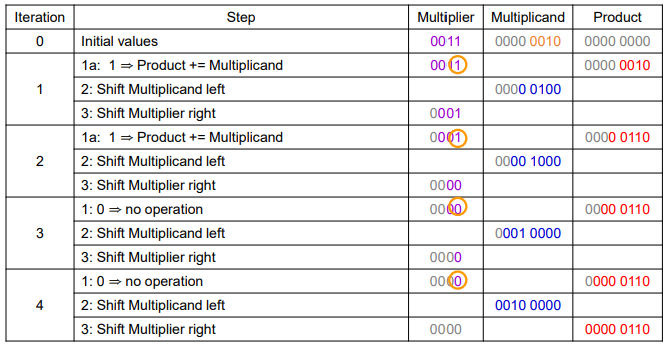 Iteration Step Multiplier Multiplicand Product
0 Initial values 0011 0000 0010 0000 0000
1a: 1 ⇒ Product += Multiplicand 0011 0000 0010
1 2: Shift Multiplicand left 0000 0100
3: Shift Multiplier right 0001
1a: 1 ⇒ Product += Multiplicand 0001 0000 0110
2 2: Shift Multiplicand left 0000 1000
3: Shift Multiplier right 0000
1: 0 ⇒ no operation 0000 0000 0110
3 2: Shift Multiplicand left 0001 0000
3: Shift Multiplier right 0000
1: 0 ⇒ no operation 0000 0000 0110
4 2: Shift Multiplicand left 0010 0000
3: Shift Multiplier right 0000 0000 0110